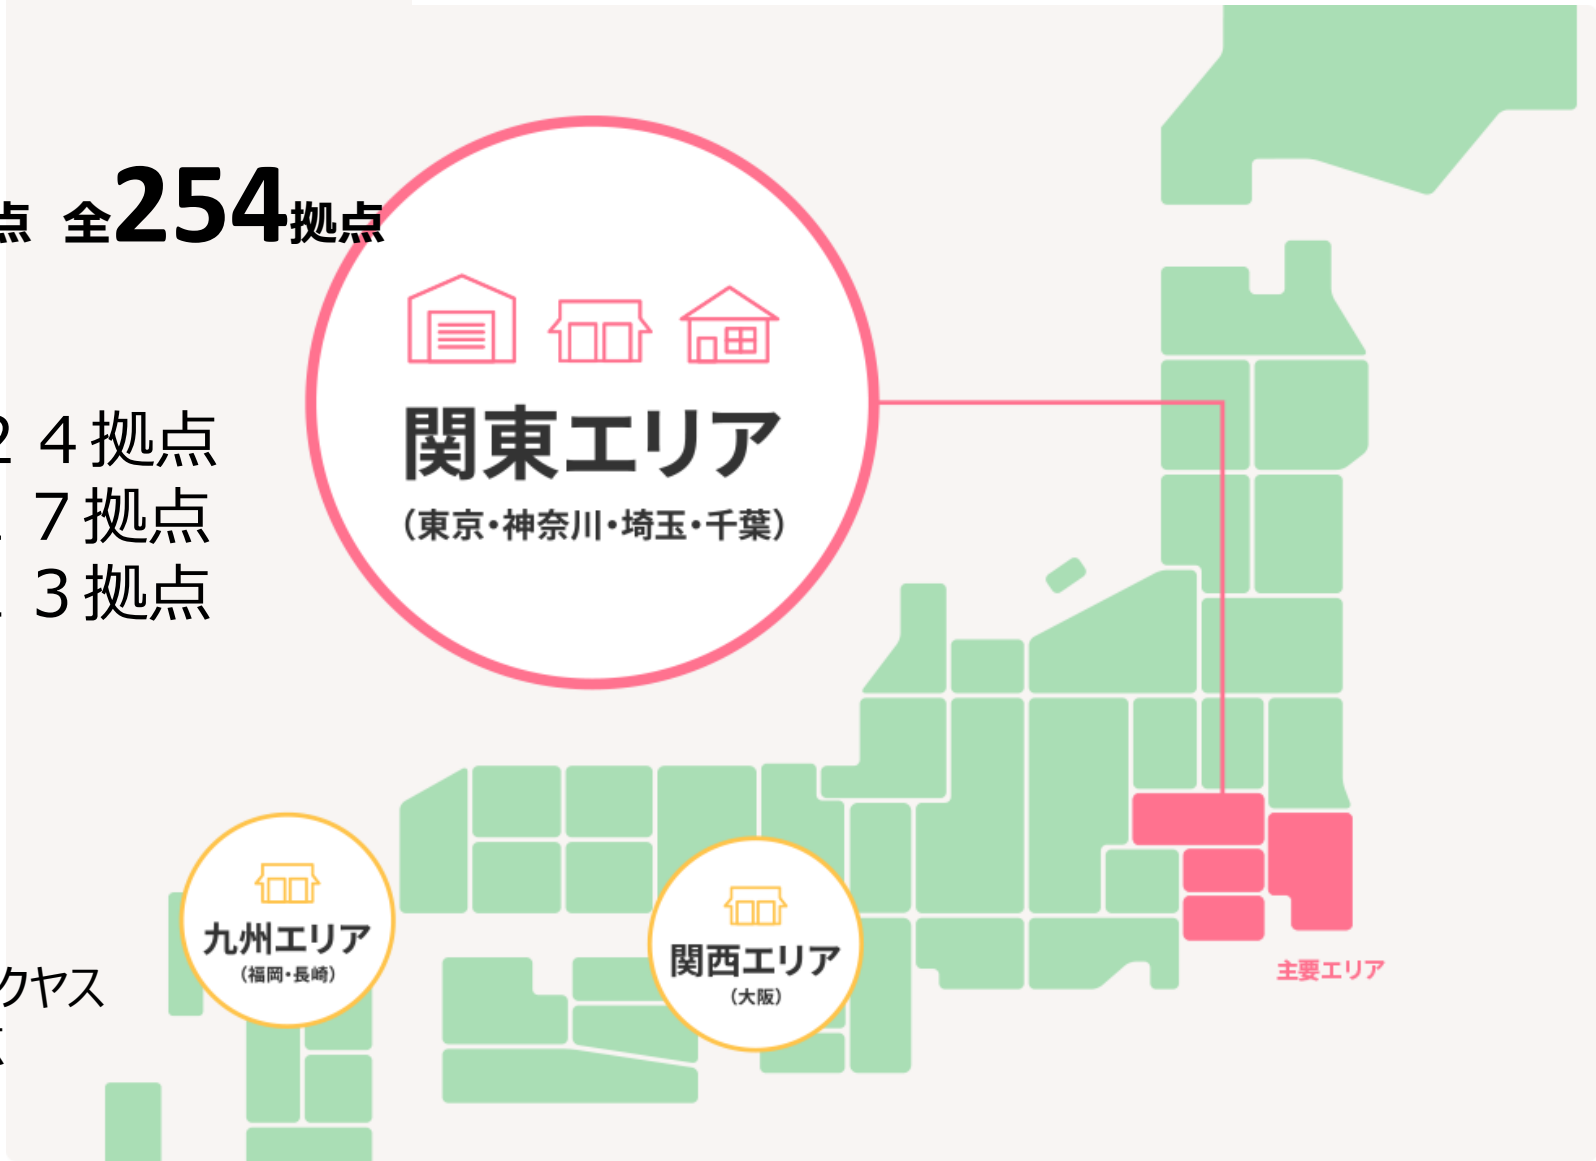 点 全254拠点
２４拠点
７拠点
３拠点
関東エリア
（東京・神奈川・埼玉・千葉）
九州エリア
（福岡・長崎）
関西エリア
（大阪）
主要エリア
クヤス